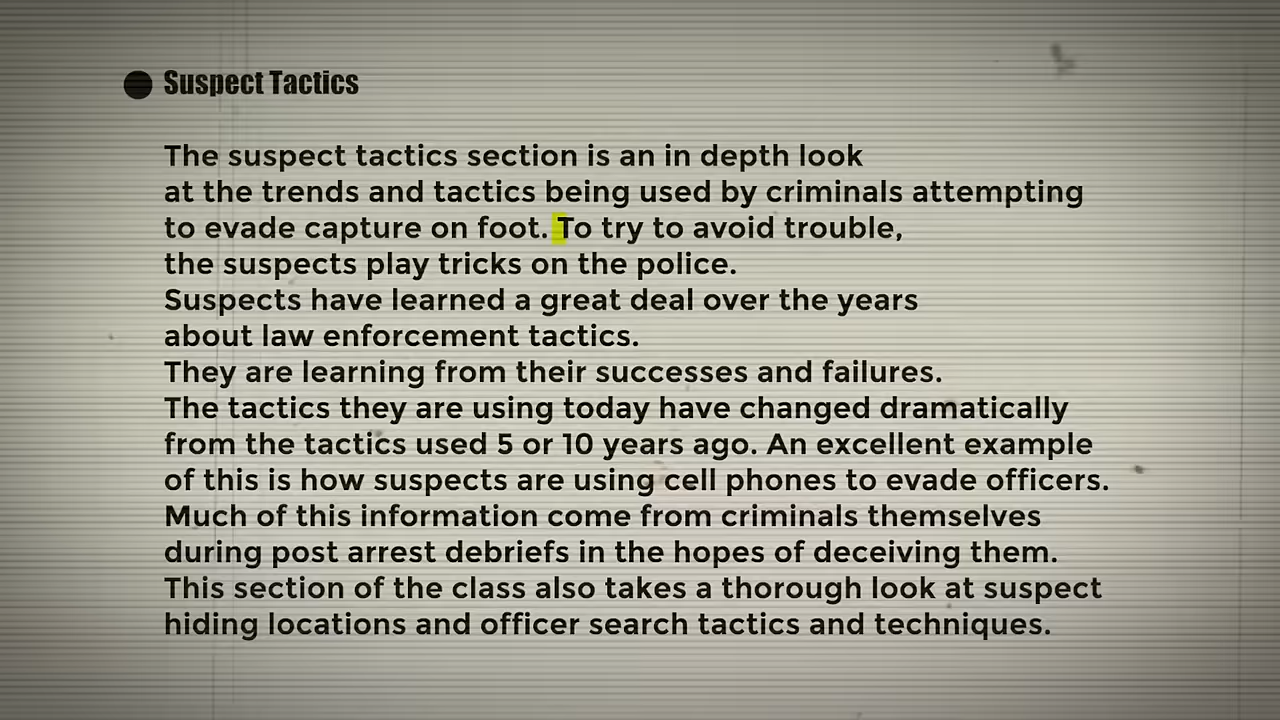 Suspect Tactics
The suspect tactics section is an in depth look
at the trends and tactics being used by criminals attempting
to evade capture on foot. To try to avoid trouble,
the suspects play tricks on the police.
Suspects have learned a great deal over the years
about law enforcement tactics.
They are learning from their successes and failures.
The tactics they are using today have changed dramatically
from the tactics used 5 or 10 years ago. An excellent example
of this is how suspects are using cell phones to evade officers.
Much of this information come from criminals themselves
during post arrest debriefs in the hopes of deceiving them.
This section of the class also takes a thorough look at suspect
hiding locations and officer search tactics and techniques.